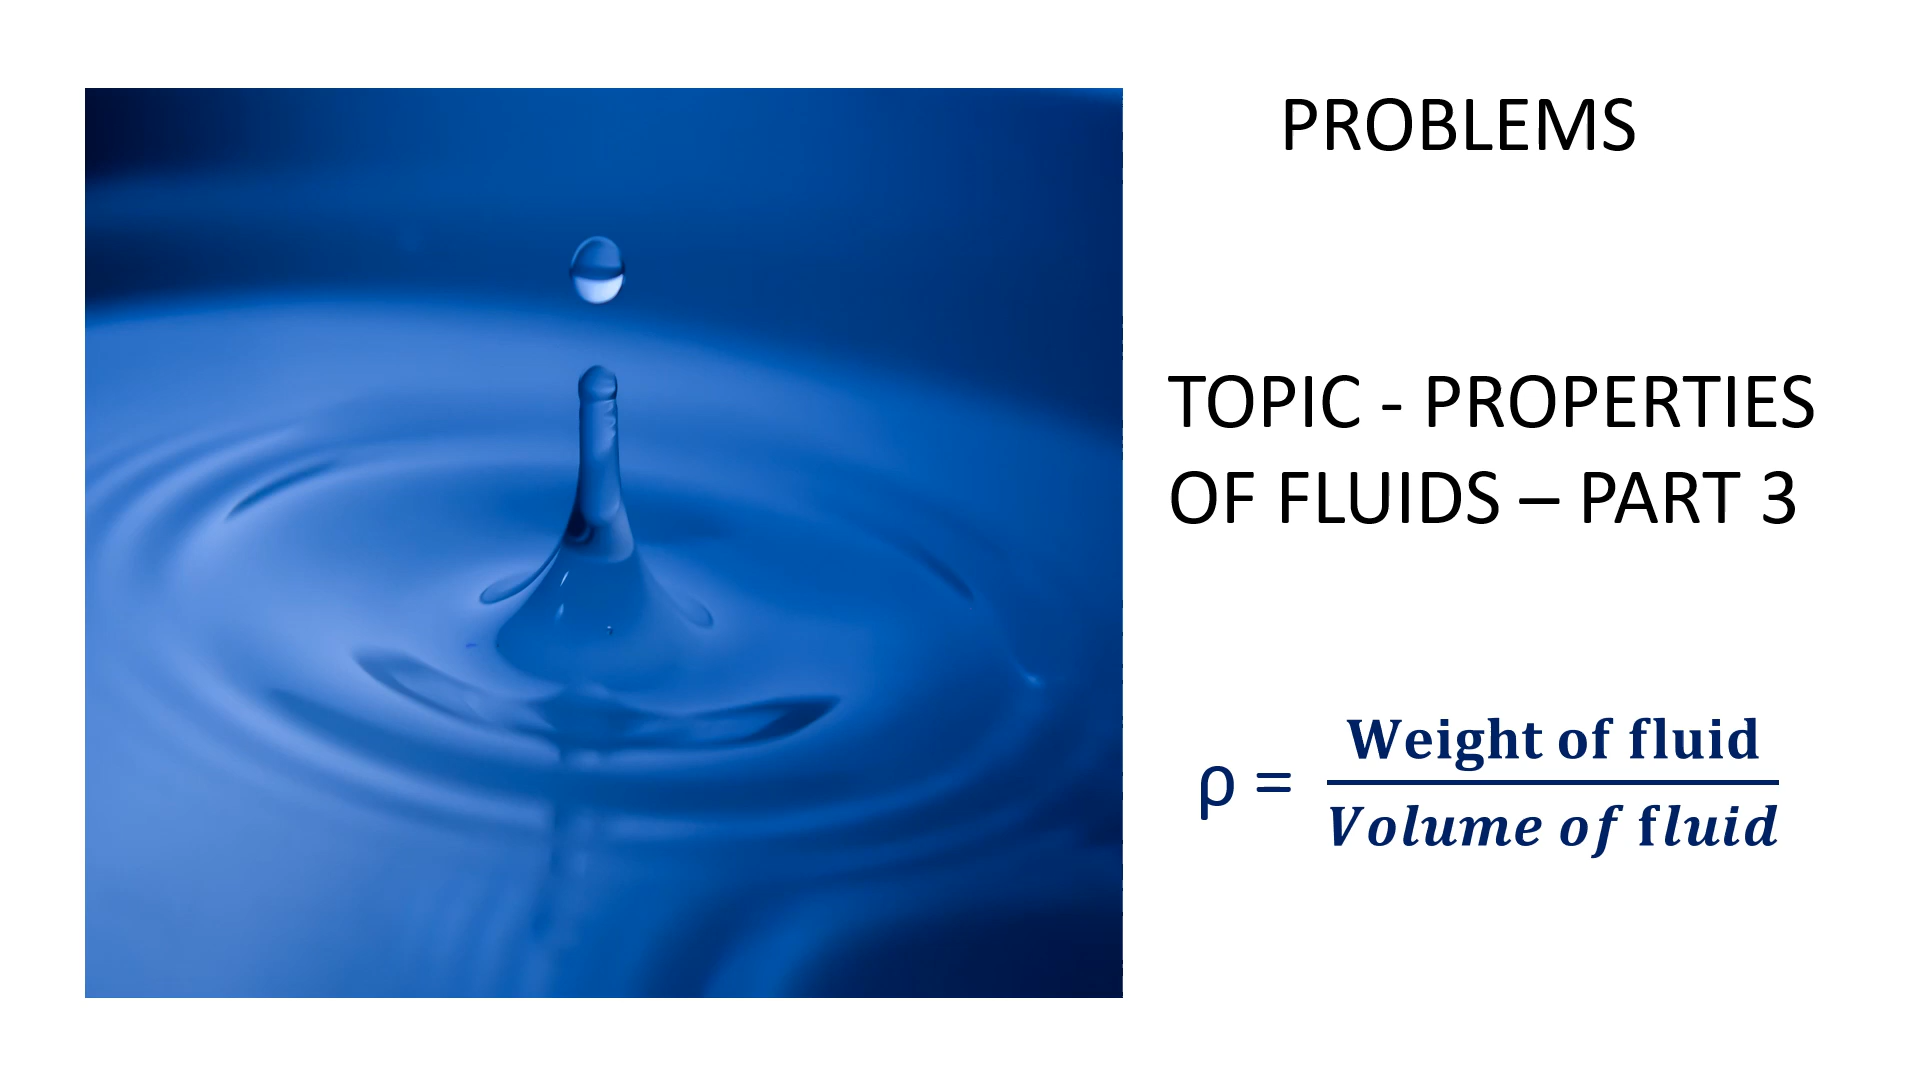 PROBLEMS
TOPIC - PROPERTIES
OF FLUIDS – PART 3
ρ = Weight of fluid / Volume of fluid